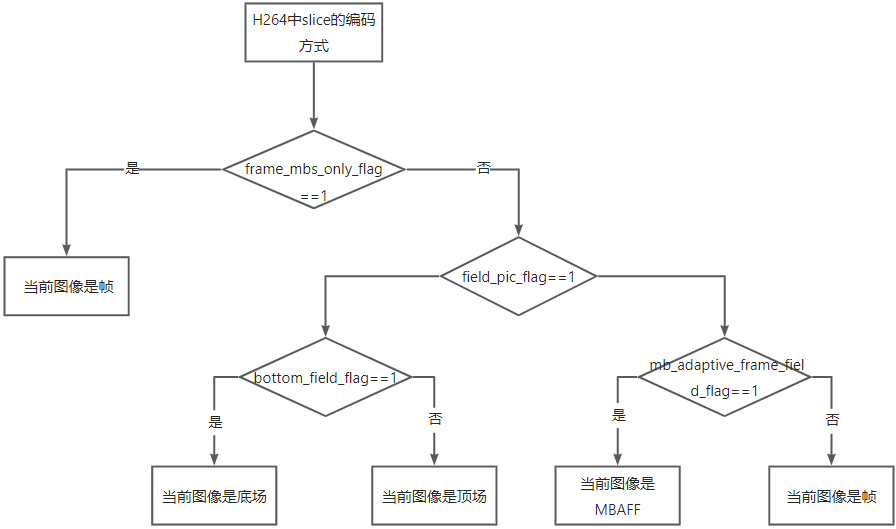 H264中slice的编码
方式
frame_mbs_only_flag
==1
是
否
当前图像是帧
field_pic_flag==1
bottom_field_flag==1
mb_adaptive_frame_fiel
d_flag==1
是
否
是
否
当前图像是底场
当前图像是顶场
当前图像是
MBAFF
当前图像是帧